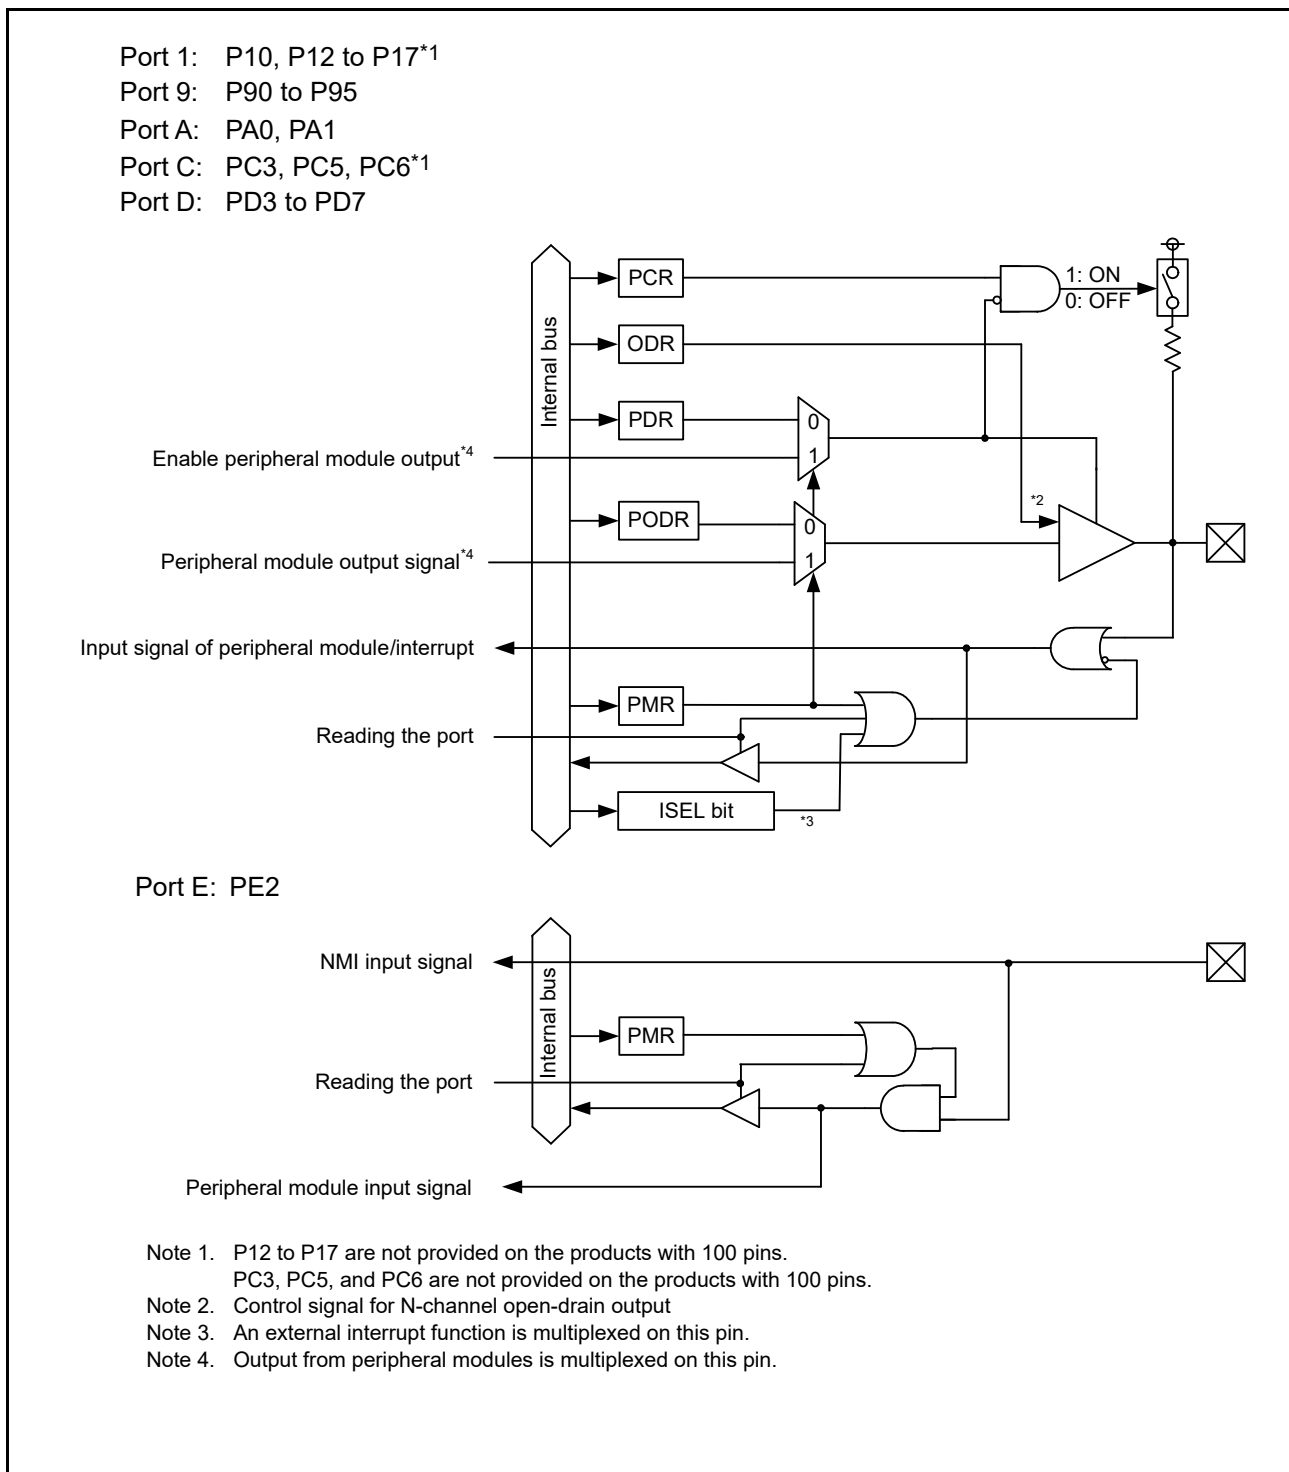 Port 1: P10, P12 to P17*1
Port 9: P90 to P95
Port A: PA0, PA1
Port C: PC3, PC5, PC6*1
Port D: PD3 to PD7
Internal bus
PCR
1: ON
0: OFF
ODR
PDR
0
1
Enable peripheral module output*4
*2
PODR
0
1
Peripheral module output signal*4
Input signal of peripheral module/interrupt
PMR
Reading the port
ISEL bit
*3
Port E: PE2
Internal bus
NMI input signal
PMR
Reading the port
Peripheral module input signal
Note 1. P12 to P17 are not provided on the products with 100 pins.
PC3, PC5, and PC6 are not provided on the products with 100 pins.
Note 2. Control signal for N-channel open-drain output
Note 3. An external interrupt function is multiplexed on this pin.
Note 4. Output from peripheral modules is multiplexed on this pin.